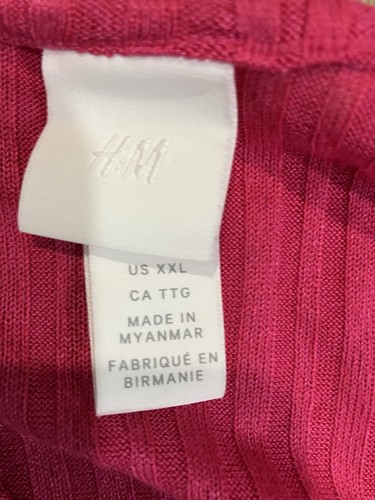 H&M
US XXL
CA TTG
MADE IN
MYANMAR
FABRIQUÉ EN
BIRMANIE